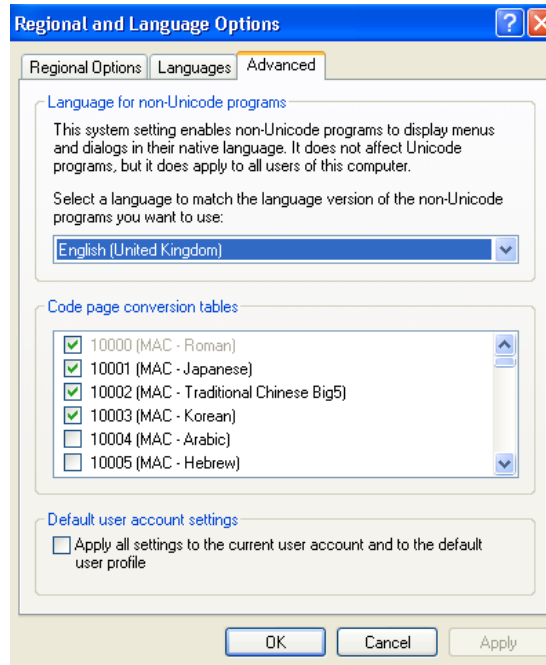 Regional and Language Options
Regional Options Languages Advanced
Language for non-Unicode programs
This system setting enables non-Unicode programs to display menus
and dialogs in their native language. It does not affect Unicode
programs, but it does apply to all users of this computer.
Select a language to match the language version of the non-Unicode
programs you want to use:
English (United Kingdom)
Code page conversion tables
10000 (MAC - Roman)
10001 (MAC - Japanese)
10002 (MAC - Traditional Chinese Big5)
10003 (MAC - Korean)
10004 (MAC - Arabic)
10005 (MAC - Hebrew)
Default user account settings
Apply all settings to the current user account and to the default
user profile
OK Cancel Apply